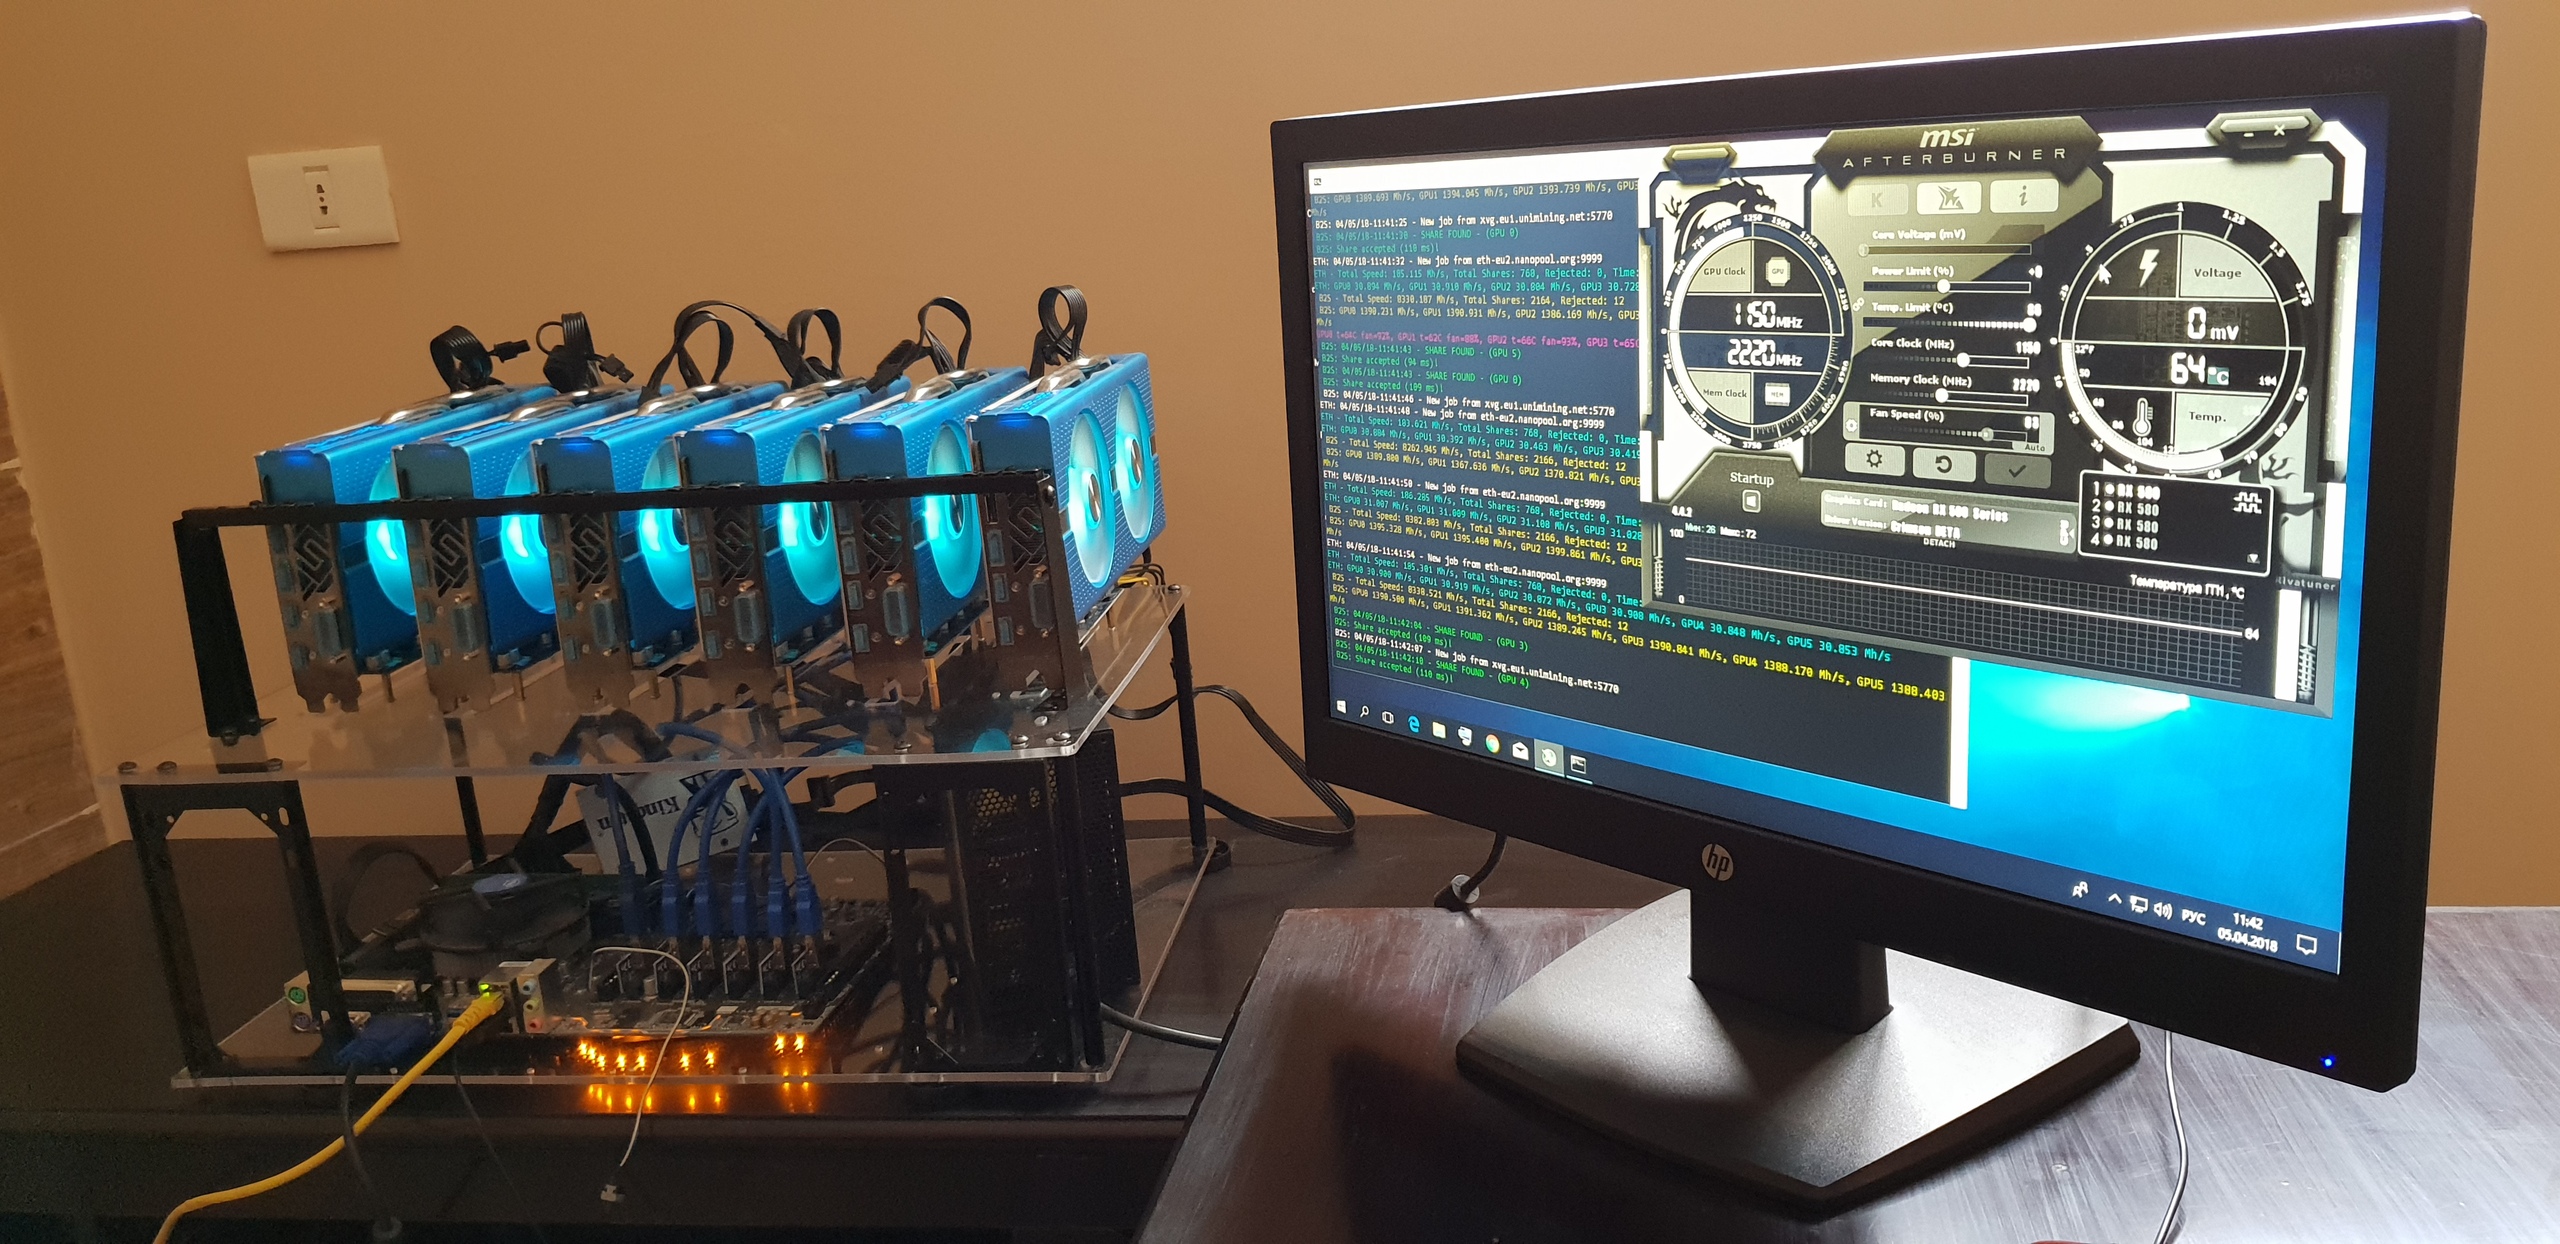 B2S: GPU0 1389.693 Mh/s, GPU1 1394.045 Mh/s, GPU2 1393.739 Mh/s, GPU3
Mh/s
B2S: 04/05/18-11:41:25 - New job from xvg.eu1.unimining.net:5770
B2S: 04/05/18-11:41:30 - SHARE FOUND - (GPU 0)
B2S: Share accepted (110 ms)!
ETH: 04/05/18-11:41:32 - New job from eth-eu2.nanopool.org:9999
ETH - Total Speed: 185.115 Mh/s, Total Shares: 768, Rejected: 0, Time:
ETH: GPU0 30.894 Mh/s, GPU1 30.910 Mh/s, GPU2 30.804 Mh/s, GPU3 30.728
B2S - Total Speed: 8330.187 Mh/s, Total Shares: 2164, Rejected: 12
B2S: GPU0 1390.231 Mh/s, GPU1 1390.931 Mh/s, GPU2 1386.169 Mh/s, GPU3
Mh/s
GPU0 t=64C fan=92%, GPU1 t=62C fan=88%, GPU2 t=66C fan=93%, GPU3 t=65C
B2S: 04/05/18-11:41:43 - SHARE FOUND - (GPU 5)
B2S: Share accepted (94 ms)!
B2S: 04/05/18-11:41:43 - SHARE FOUND - (GPU 0)
B2S: Share accepted (109 ms)!
B2S: 04/05/18-11:41:46 - New job from xvg.eu1.unimining.net:5770
ETH: 04/05/18-11:41:48 - New job from eth-eu2.nanopool.org:9999
ETH - Total Speed: 183.621 Mh/s, Total Shares: 768, Rejected: 0, Time:
ETH: GPU0 30.884 Mh/s, GPU1 30.392 Mh/s, GPU2 30.463 Mh/s, GPU3 30.419
B2S - Total Speed: 8262.945 Mh/s, Total Shares: 2166, Rejected: 12
B2S: GPU0 1389.800 Mh/s, GPU1 1367.636 Mh/s, GPU2 1370.821 Mh/s, GPU3
Mh/s
ETH: 04/05/18-11:41:50 - New job from eth-eu2.nanopool.org:9999
ETH - Total Speed: 186.285 Mh/s, Total Shares: 768, Rejected: 0, Time:
ETH: GPU0 31.007 Mh/s, GPU1 31.009 Mh/s, GPU2 31.108 Mh/s, GPU3 31.028
B2S - Total Speed: 8382.803 Mh/s, Total Shares: 2166, Rejected: 12
B2S: GPU0 1395.328 Mh/s, GPU1 1395.400 Mh/s, GPU2 1399.861 Mh/s, GPU3
Mh/s
ETH: 04/05/18-11:41:54 - New job from eth-eu2.nanopool.org:9999
ETH - Total Speed: 185.301 Mh/s, Total Shares: 768, Rejected: 0, Time:
ETH: GPU0 30.900 Mh/s, GPU1 30.919 Mh/s, GPU2 30.872 Mh/s, GPU3 30.908 Mh/s, GPU4 30.848 Mh/s, GPU5 30.853 Mh/s
B2S - Total Speed: 8338.521 Mh/s, Total Shares: 2166, Rejected: 12
B2S: GPU0 1390.500 Mh/s, GPU1 1391.362 Mh/s, GPU2 1389.245 Mh/s, GPU3 1390.841 Mh/s, GPU4 1388.170 Mh/s, GPU5 1388.403
Mh/s
B2S: 04/05/18-11:42:04 - SHARE FOUND - (GPU 3)
B2S: Share accepted (109 ms)!
B2S: 04/05/18-11:42:07 - New job from xvg.eu1.unimining.net:5770
B2S: 04/05/18-11:42:10 - SHARE FOUND - (GPU 4)
B2S: Share accepted (110 ms)!
msi
AFTERBURNER
K
i
GPU Clock
GPU
1150 MHz
2220 MHz
Mem Clock
MEM
Core Voltage (mV)
Power Limit (%) +0
Temp. Limit (°C)
Core Clock (MHz) 1150
Memory Clock (MHz) 2220
Fan Speed (%)
Auto
Voltage
0 mV
64 °C
Temp.
Startup
4.4.2
Graphics Card: Radeon RX 500 Series
Driver Version: Crimson BETA
DETACH
1 RX 580
2 RX 580
3 RX 580
4 RX 580
100
Мин: 26 Макс: 72
Температура ГП1, °C
64
0
hp
РУС
11:42
05.04.2018
Kingston